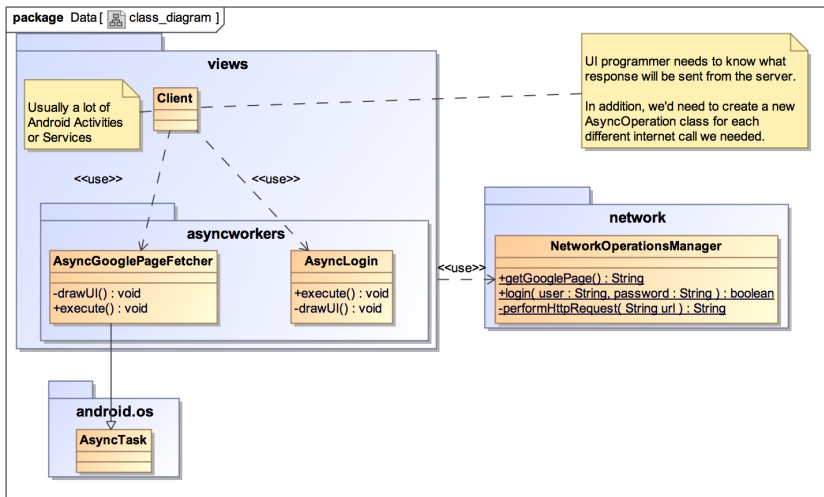 package Data [ class_diagram ]
views
UI programmer needs to know what
response will be sent from the server.
In addition, we'd need to create a new
AsyncOperation class for each
different internet call we needed.
Usually a lot of
Android Activities
or Services
Client
<<use>>
<<use>>
network
asyncworkers
NetworkOperationsManager
+getGooglePage() : String
+login( user : String, password : String ) : boolean
-performHttpRequest( String url ) : String
<<use>>
AsyncGooglePageFetcher
-drawUI() : void
+execute() : void
AsyncLogin
+execute() : void
-drawUI() : void
android.os
AsyncTask